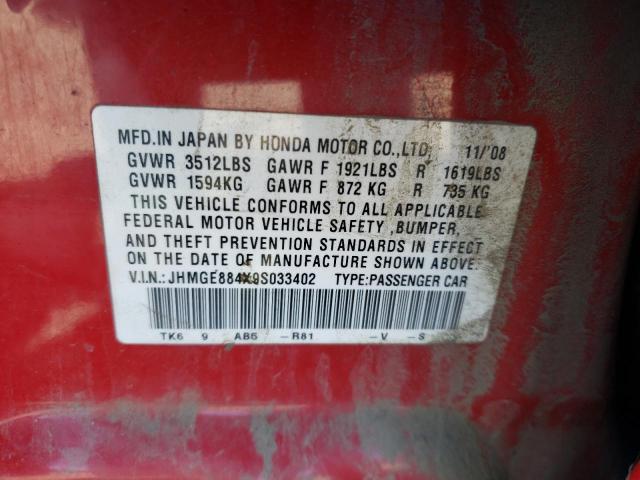 MFD.IN JAPAN BY HONDA MOTOR CO.,LTD. 11/'08
GVWR 3512LBS GAWR F 1921LBS R 1619LBS
GVWR 1594KG GAWR F 872 KG R 735 KG
THIS VEHICLE CONFORMS TO ALL APPLICABLE
FEDERAL MOTOR VEHICLE SAFETY ,BUMPER,
AND THEFT PREVENTION STANDARDS IN EFFECT
ON THE DATE OF MANUFACTURE SHOWN ABOVE.
V.I.N.:JHMGE884X9S033402 TYPE:PASSENGER CAR
TK6 9 AB5 -R81 -V -S